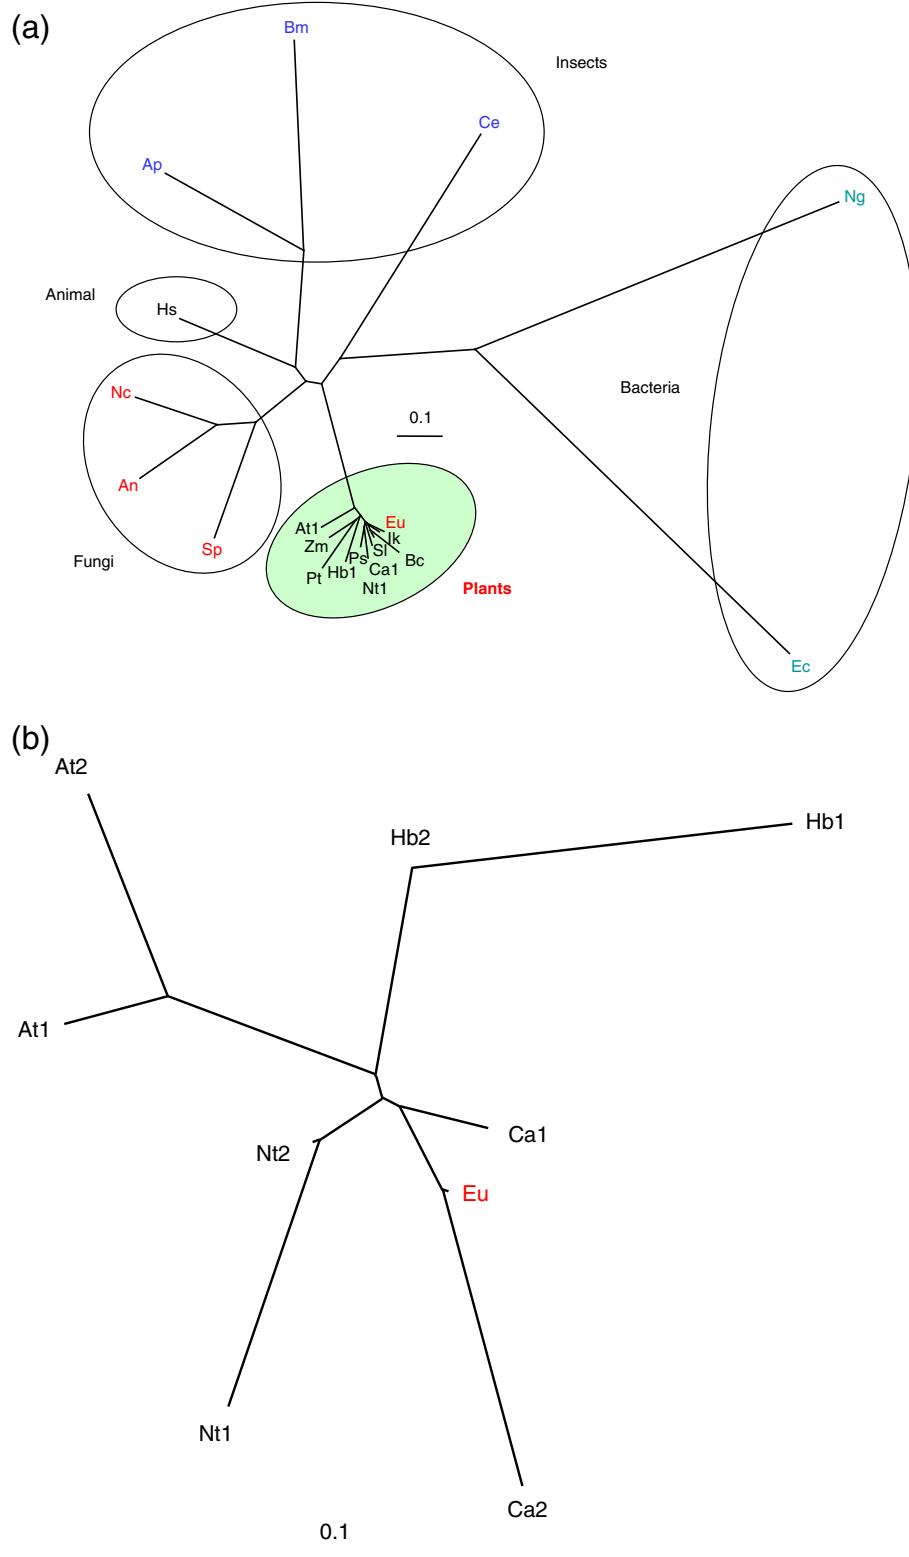 (a)
Bm
Insects
Ce
Ap
Ng
Animal
Hs
Bacteria
Nc
0.1
An
Eu
At1
Ik
Zm
Sp
Sl
Ps
Bc
Fungi
Ca1
Hb1
Pt
Nt1
Plants
Ec
(b)
At2
Hb1
Hb2
At1
Ca1
Nt2
Eu
Nt1
Ca2
0.1